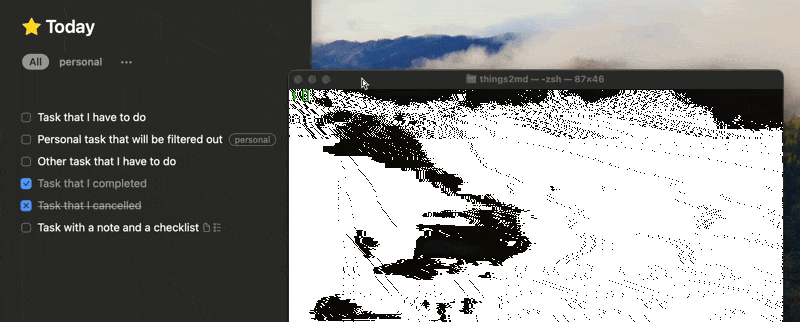 Today
All personal ...
things2md — -zsh — 87×46
Task that I have to do
Personal task that will be filtered out personal
Other task that I have to do
Task that I completed
Task that I cancelled
Task with a note and a checklist